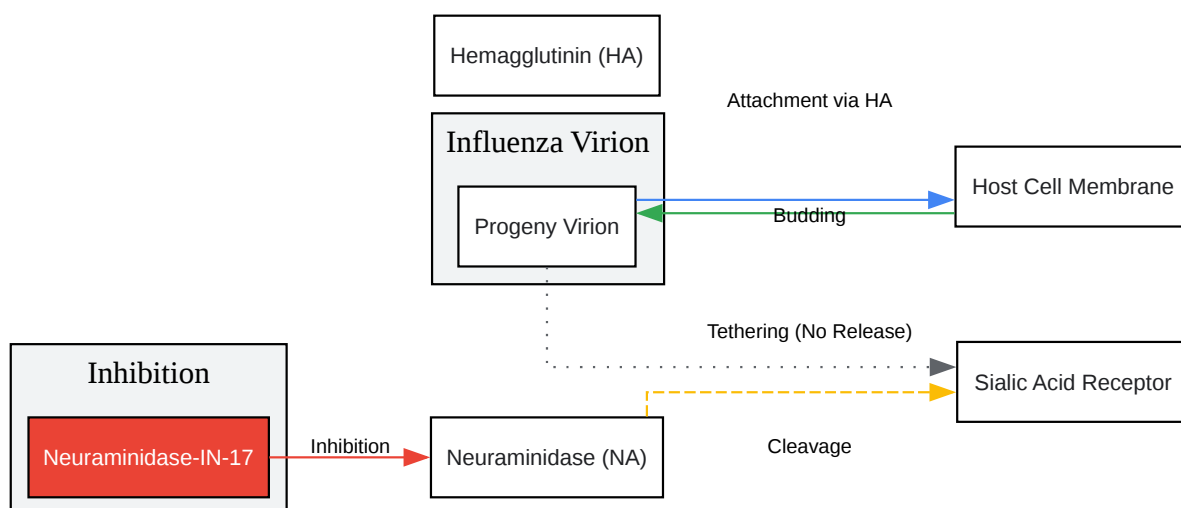 Hemagglutinin (HA)
Attachment via HA
Influenza Virion
Host Cell Membrane
Progeny Virion
Budding
Tethering (No Release)
Sialic Acid Receptor
Inhibition
Neuraminidase-IN-17
Inhibition
Neuraminidase (NA)
Cleavage